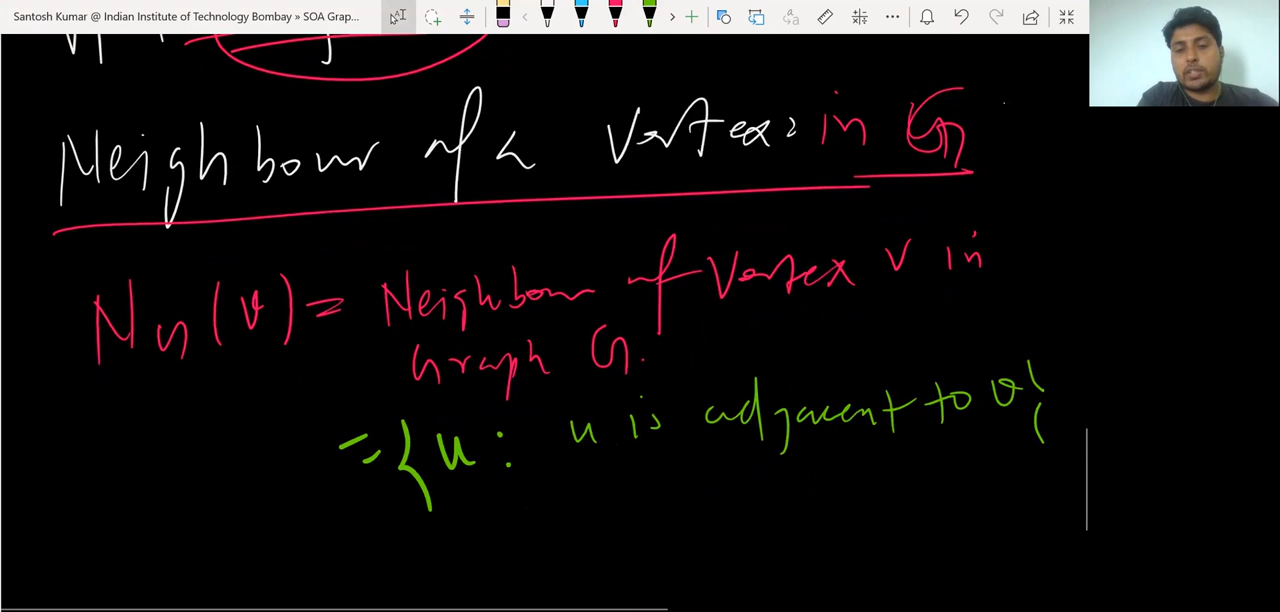 Santosh Kumar @ Indian Institute of Technology Bombay » SOA Grap...
Neighbour of a Vertex: in G
N_G(v) = Neighbour of Vertex v in
Graph G.
= { u : u is adjacent to v }